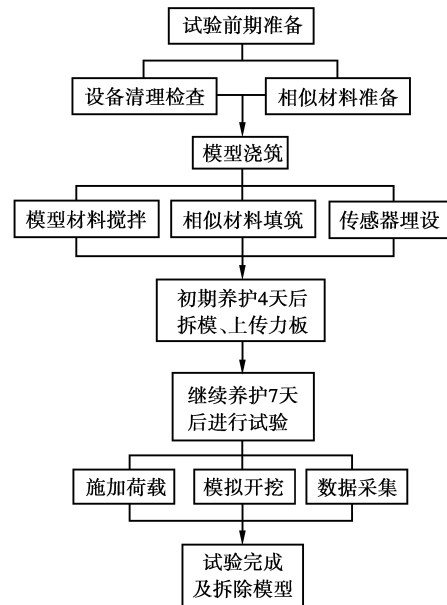 试验前期准备
设备清理检查
相似材料准备
模型浇筑
模型材料搅拌
相似材料填筑
传感器埋设
初期养护4天后
拆模、上传力板
继续养护7天
后进行试验
施加荷载
模拟开挖
数据采集
试验完成
及拆除模型